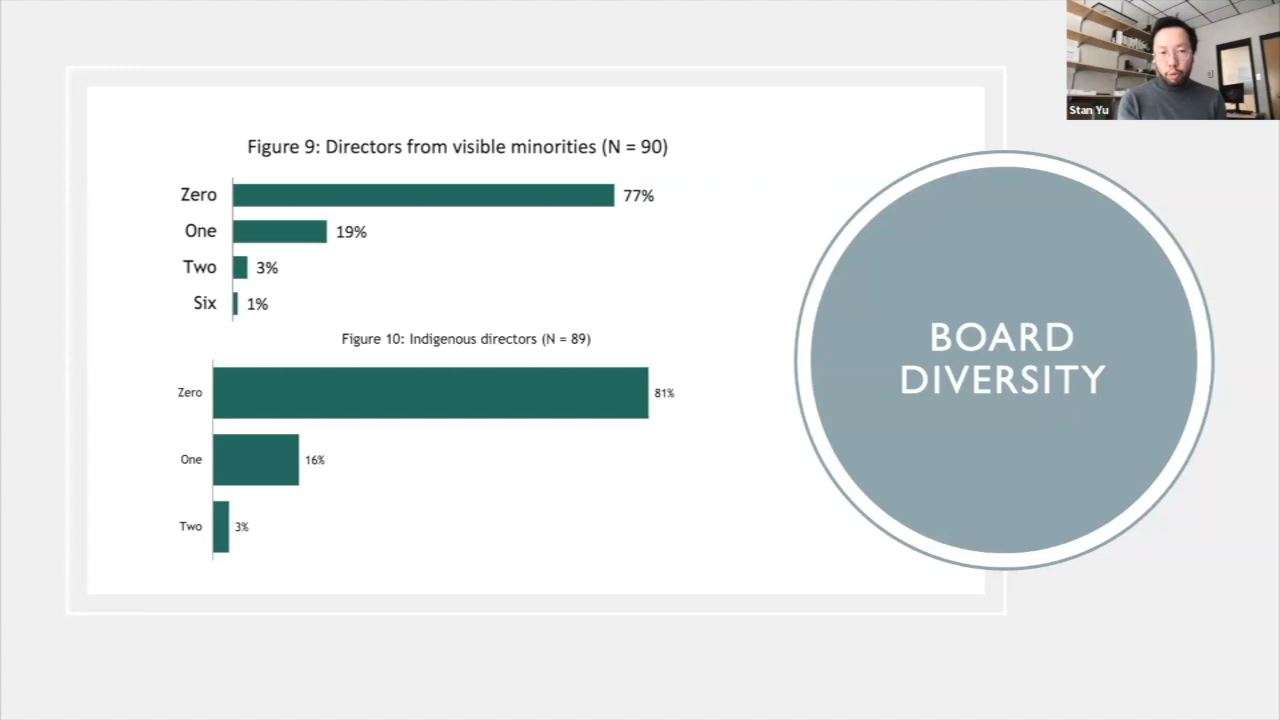 Stan Yu
Figure 9: Directors from visible minorities (N = 90)
Zero 77%
One 19%
Two 3%
Six 1%
Figure 10: Indigenous directors (N = 89)
Zero 81%
One 16%
Two 3%
BOARD
DIVERSITY